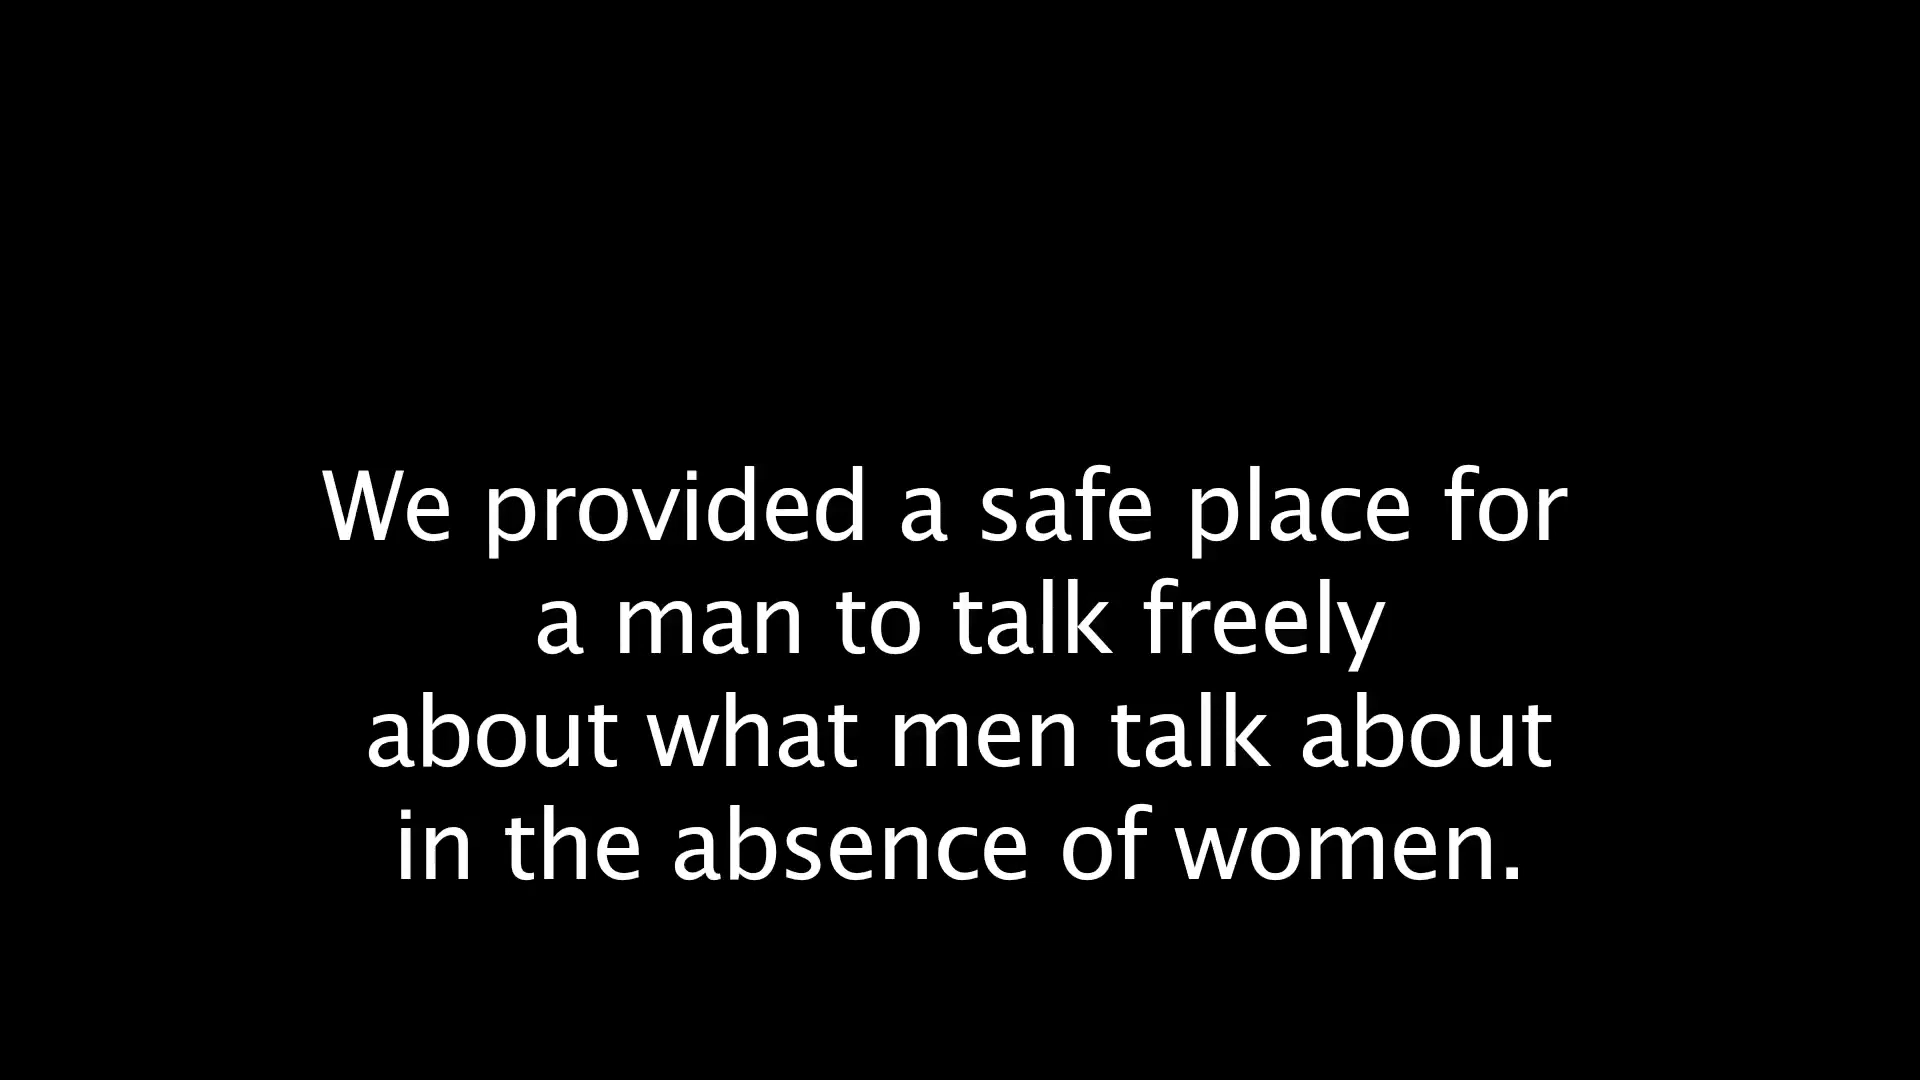 We provided a safe place for
a man to talk freely
about what men talk about
in the absence of women.